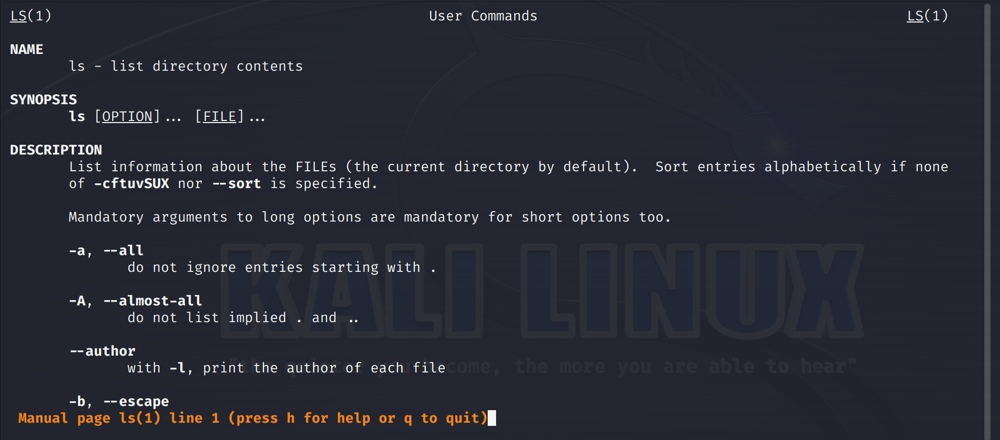 LS(1) User Commands LS(1)
NAME
ls - list directory contents
SYNOPSIS
ls [OPTION]... [FILE]...
DESCRIPTION
List information about the FILEs (the current directory by default). Sort entries alphabetically if none
of -cftuvSUX nor --sort is specified.
Mandatory arguments to long options are mandatory for short options too.
-a, --all
do not ignore entries starting with .
-A, --almost-all
do not list implied . and ..
--author
with -l, print the author of each file
-b, --escape
Manual page ls(1) line 1 (press h for help or q to quit)
KALI LINUX
"the quieter you become, the more you are able to hear"